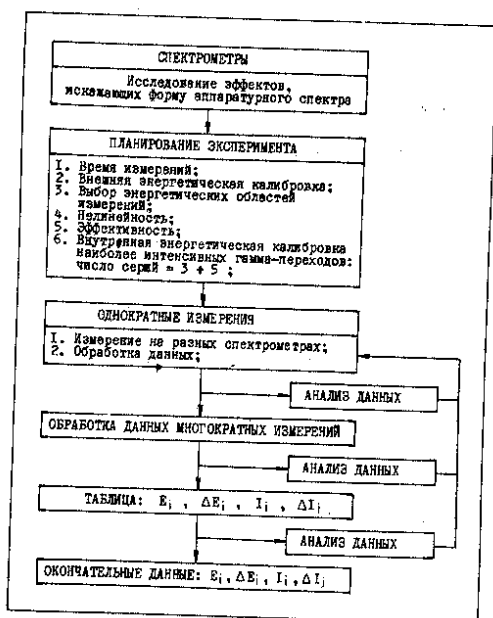 СПЕКТРОМЕТРЫ
Исследование эффектов,
искажающих форму аппаратурного спектра
ПЛАНИРОВАНИЕ ЭКСПЕРИМЕНТА
1. Время измерений;
2. Внешняя энергетическая калибровка;
3. Выбор энергетических областей
измерений;
4. Нелинейность;
5. Эффективность;
6. Внутренняя энергетическая калибровка
наиболее интенсивных гамма-переходов:
число серий = 3 + 5 ;
ОДНОКРАТНЫЕ ИЗМЕРЕНИЯ
1. Измерение на разных спектрометрах;
2. Обработка данных;
АНАЛИЗ ДАННЫХ
ОБРАБОТКА ДАННЫХ МНОГОКРАТНЫХ ИЗМЕРЕНИЙ
АНАЛИЗ ДАННЫХ
ТАБЛИЦА: Ei , ΔEi , Ii , ΔIi
АНАЛИЗ ДАННЫХ
ОКОНЧАТЕЛЬНЫЕ ДАННЫЕ: Ei, ΔEi, Ii, ΔIi